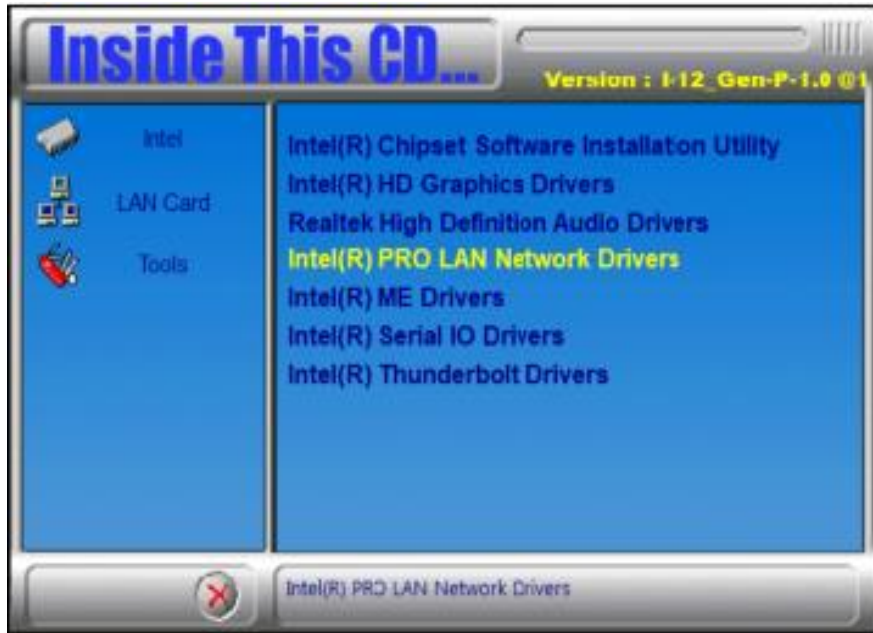 Inside This CD...
Version : I-12_Gen-P-1.0 @1
Intel
LAN Card
Tools
Intel(R) Chipset Software Installation Utility
Intel(R) HD Graphics Drivers
Realtek High Definition Audio Drivers
Intel(R) PRO LAN Network Drivers
Intel(R) ME Drivers
Intel(R) Serial IO Drivers
Intel(R) Thunderbolt Drivers
Intel(R) PRO LAN Network Drivers